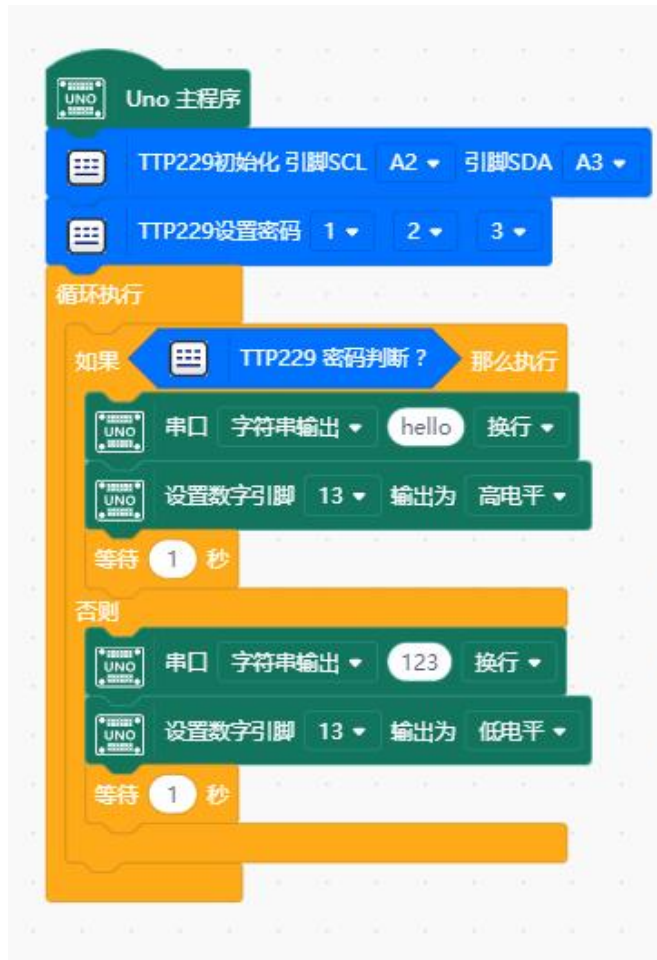 UNO Uno 主程序
TTP229初始化 引脚SCL A2 引脚SDA A3
TTP229设置密码 1 2 3
循环执行
如果 TTP229 密码判断？ 那么执行
UNO 串口 字符串输出 hello 换行
UNO 设置数字引脚 13 输出为 高电平
等待 1 秒
否则
UNO 串口 字符串输出 123 换行
UNO 设置数字引脚 13 输出为 低电平
等待 1 秒